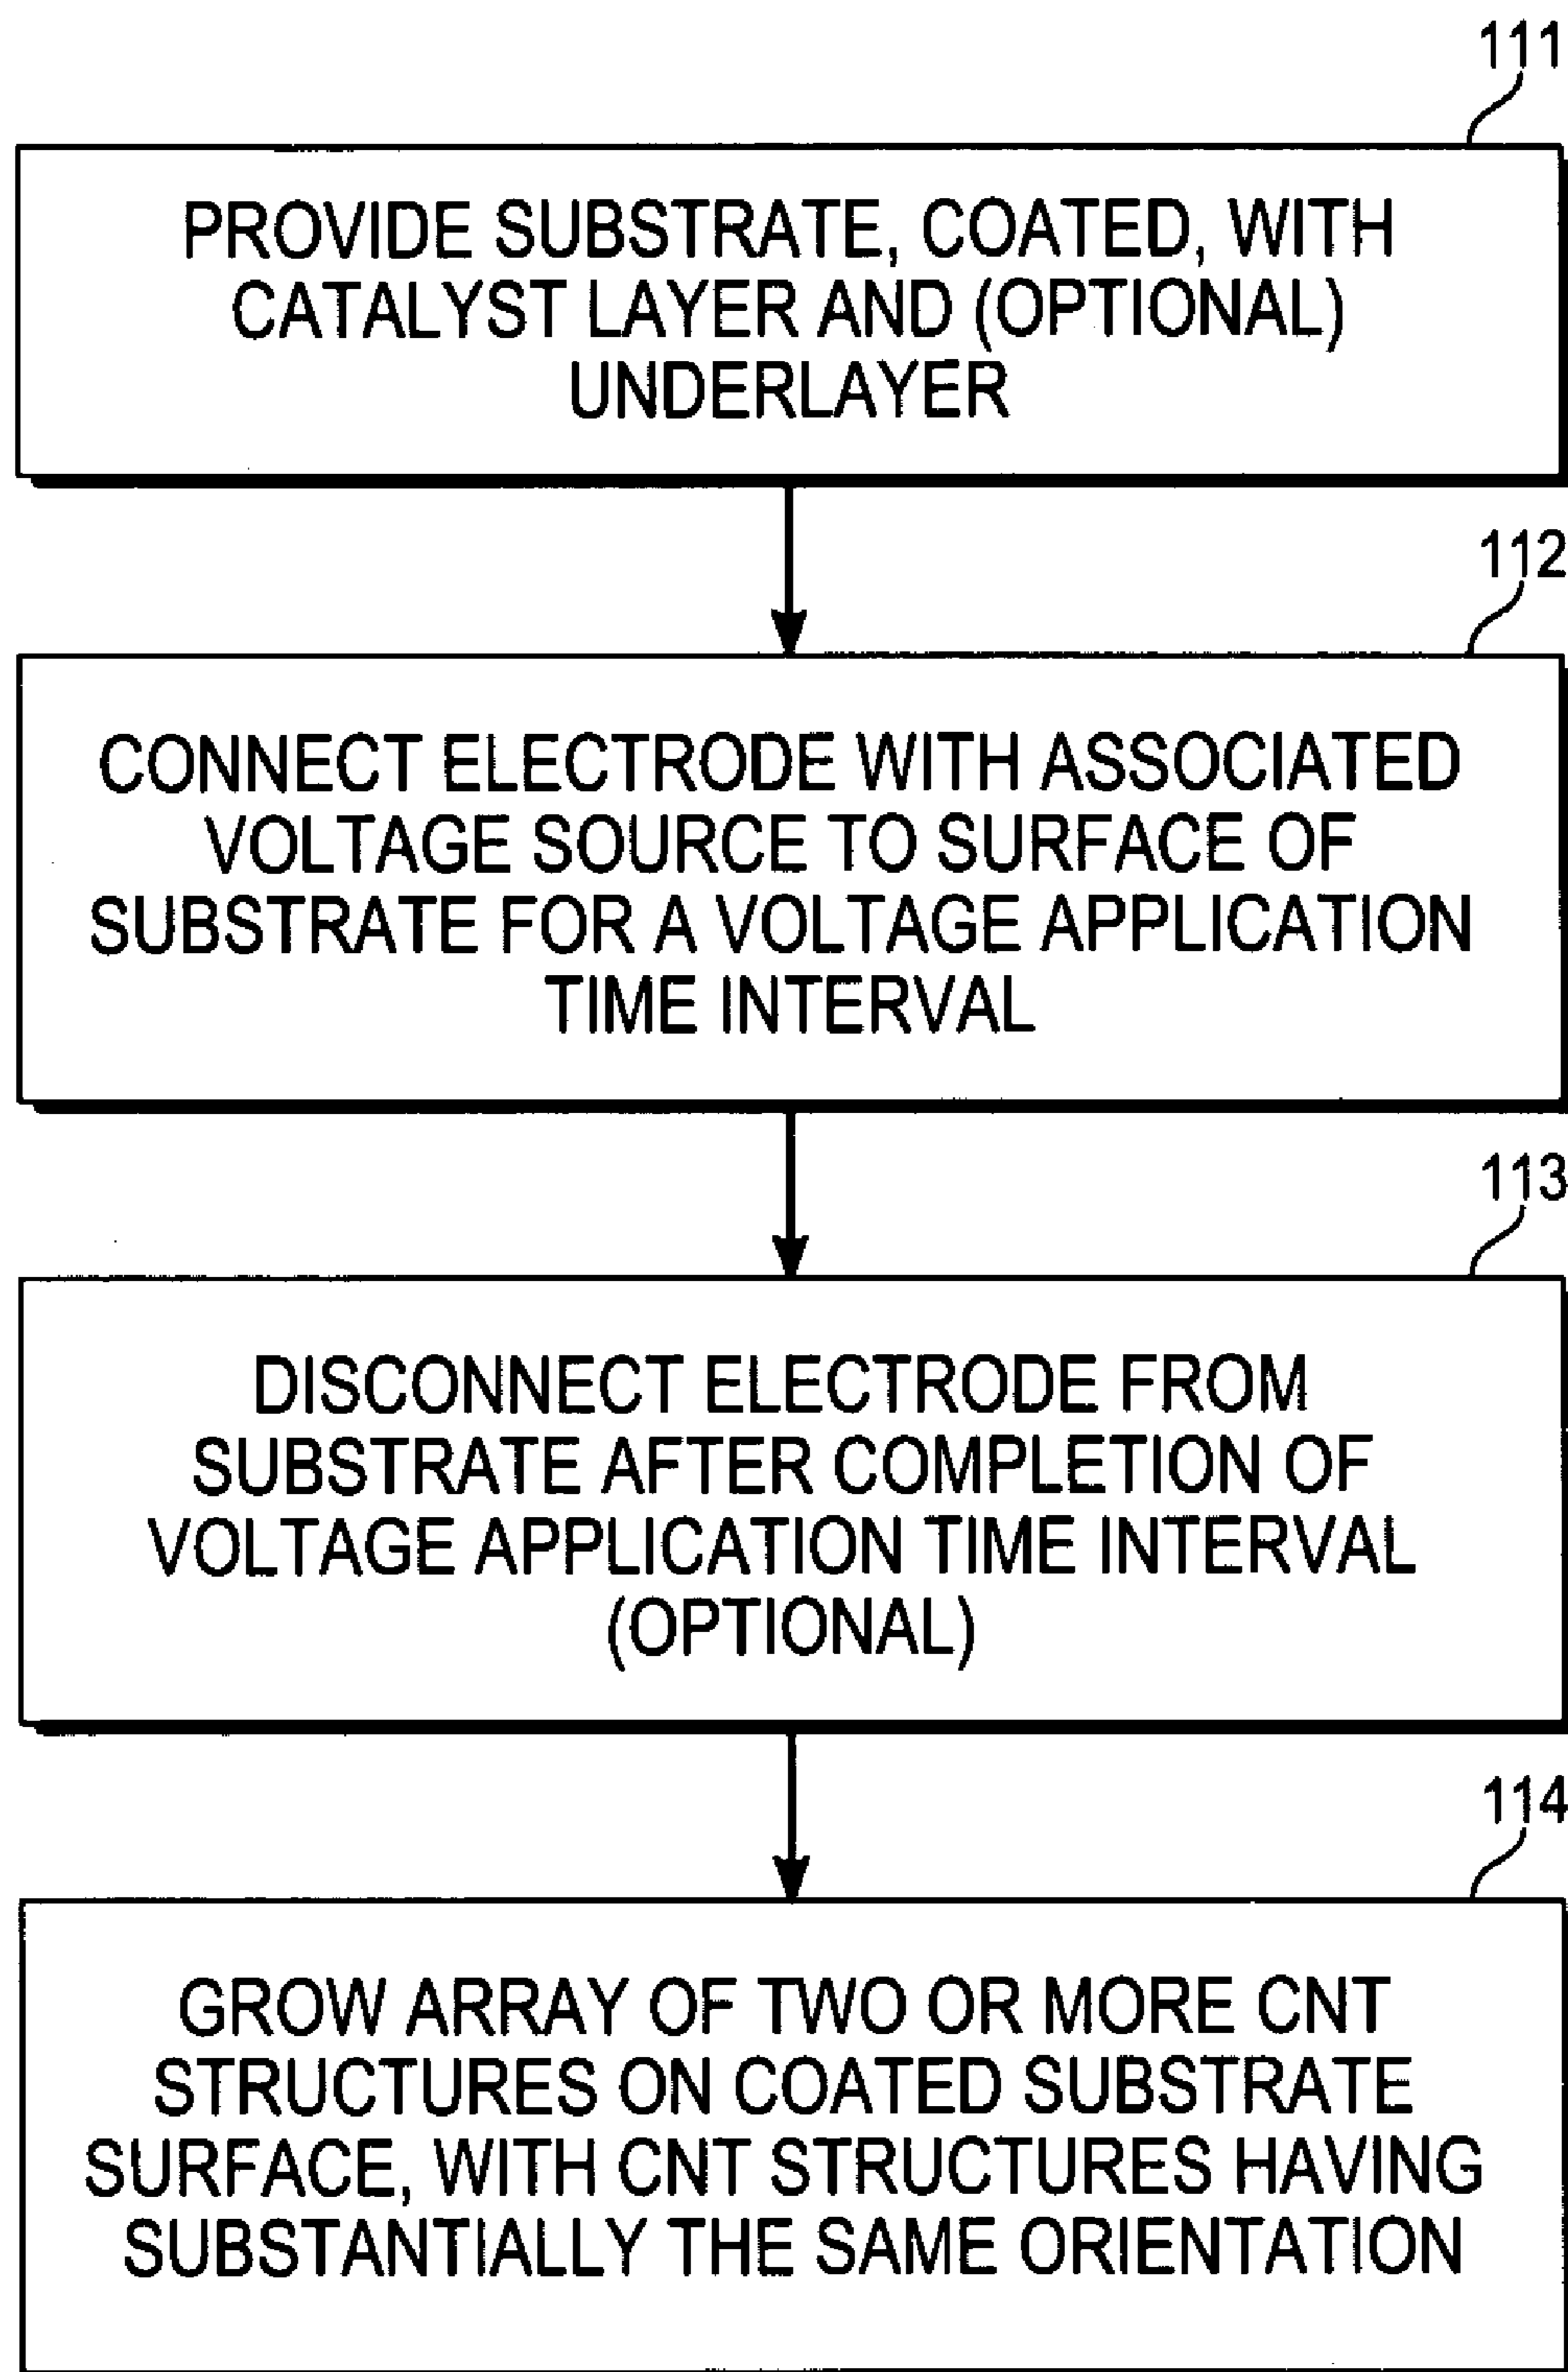 111
PROVIDE SUBSTRATE, COATED, WITH
CATALYST LAYER AND (OPTIONAL)
UNDERLAYER
112
CONNECT ELECTRODE WITH ASSOCIATED
VOLTAGE SOURCE TO SURFACE OF
SUBSTRATE FOR A VOLTAGE APPLICATION
TIME INTERVAL
113
DISCONNECT ELECTRODE FROM
SUBSTRATE AFTER COMPLETION OF
VOLTAGE APPLICATION TIME INTERVAL
(OPTIONAL)
114
GROW ARRAY OF TWO OR MORE CNT
STRUCTURES ON COATED SUBSTRATE
SURFACE, WITH CNT STRUCTURES HAVING
SUBSTANTIALLY THE SAME ORIENTATION